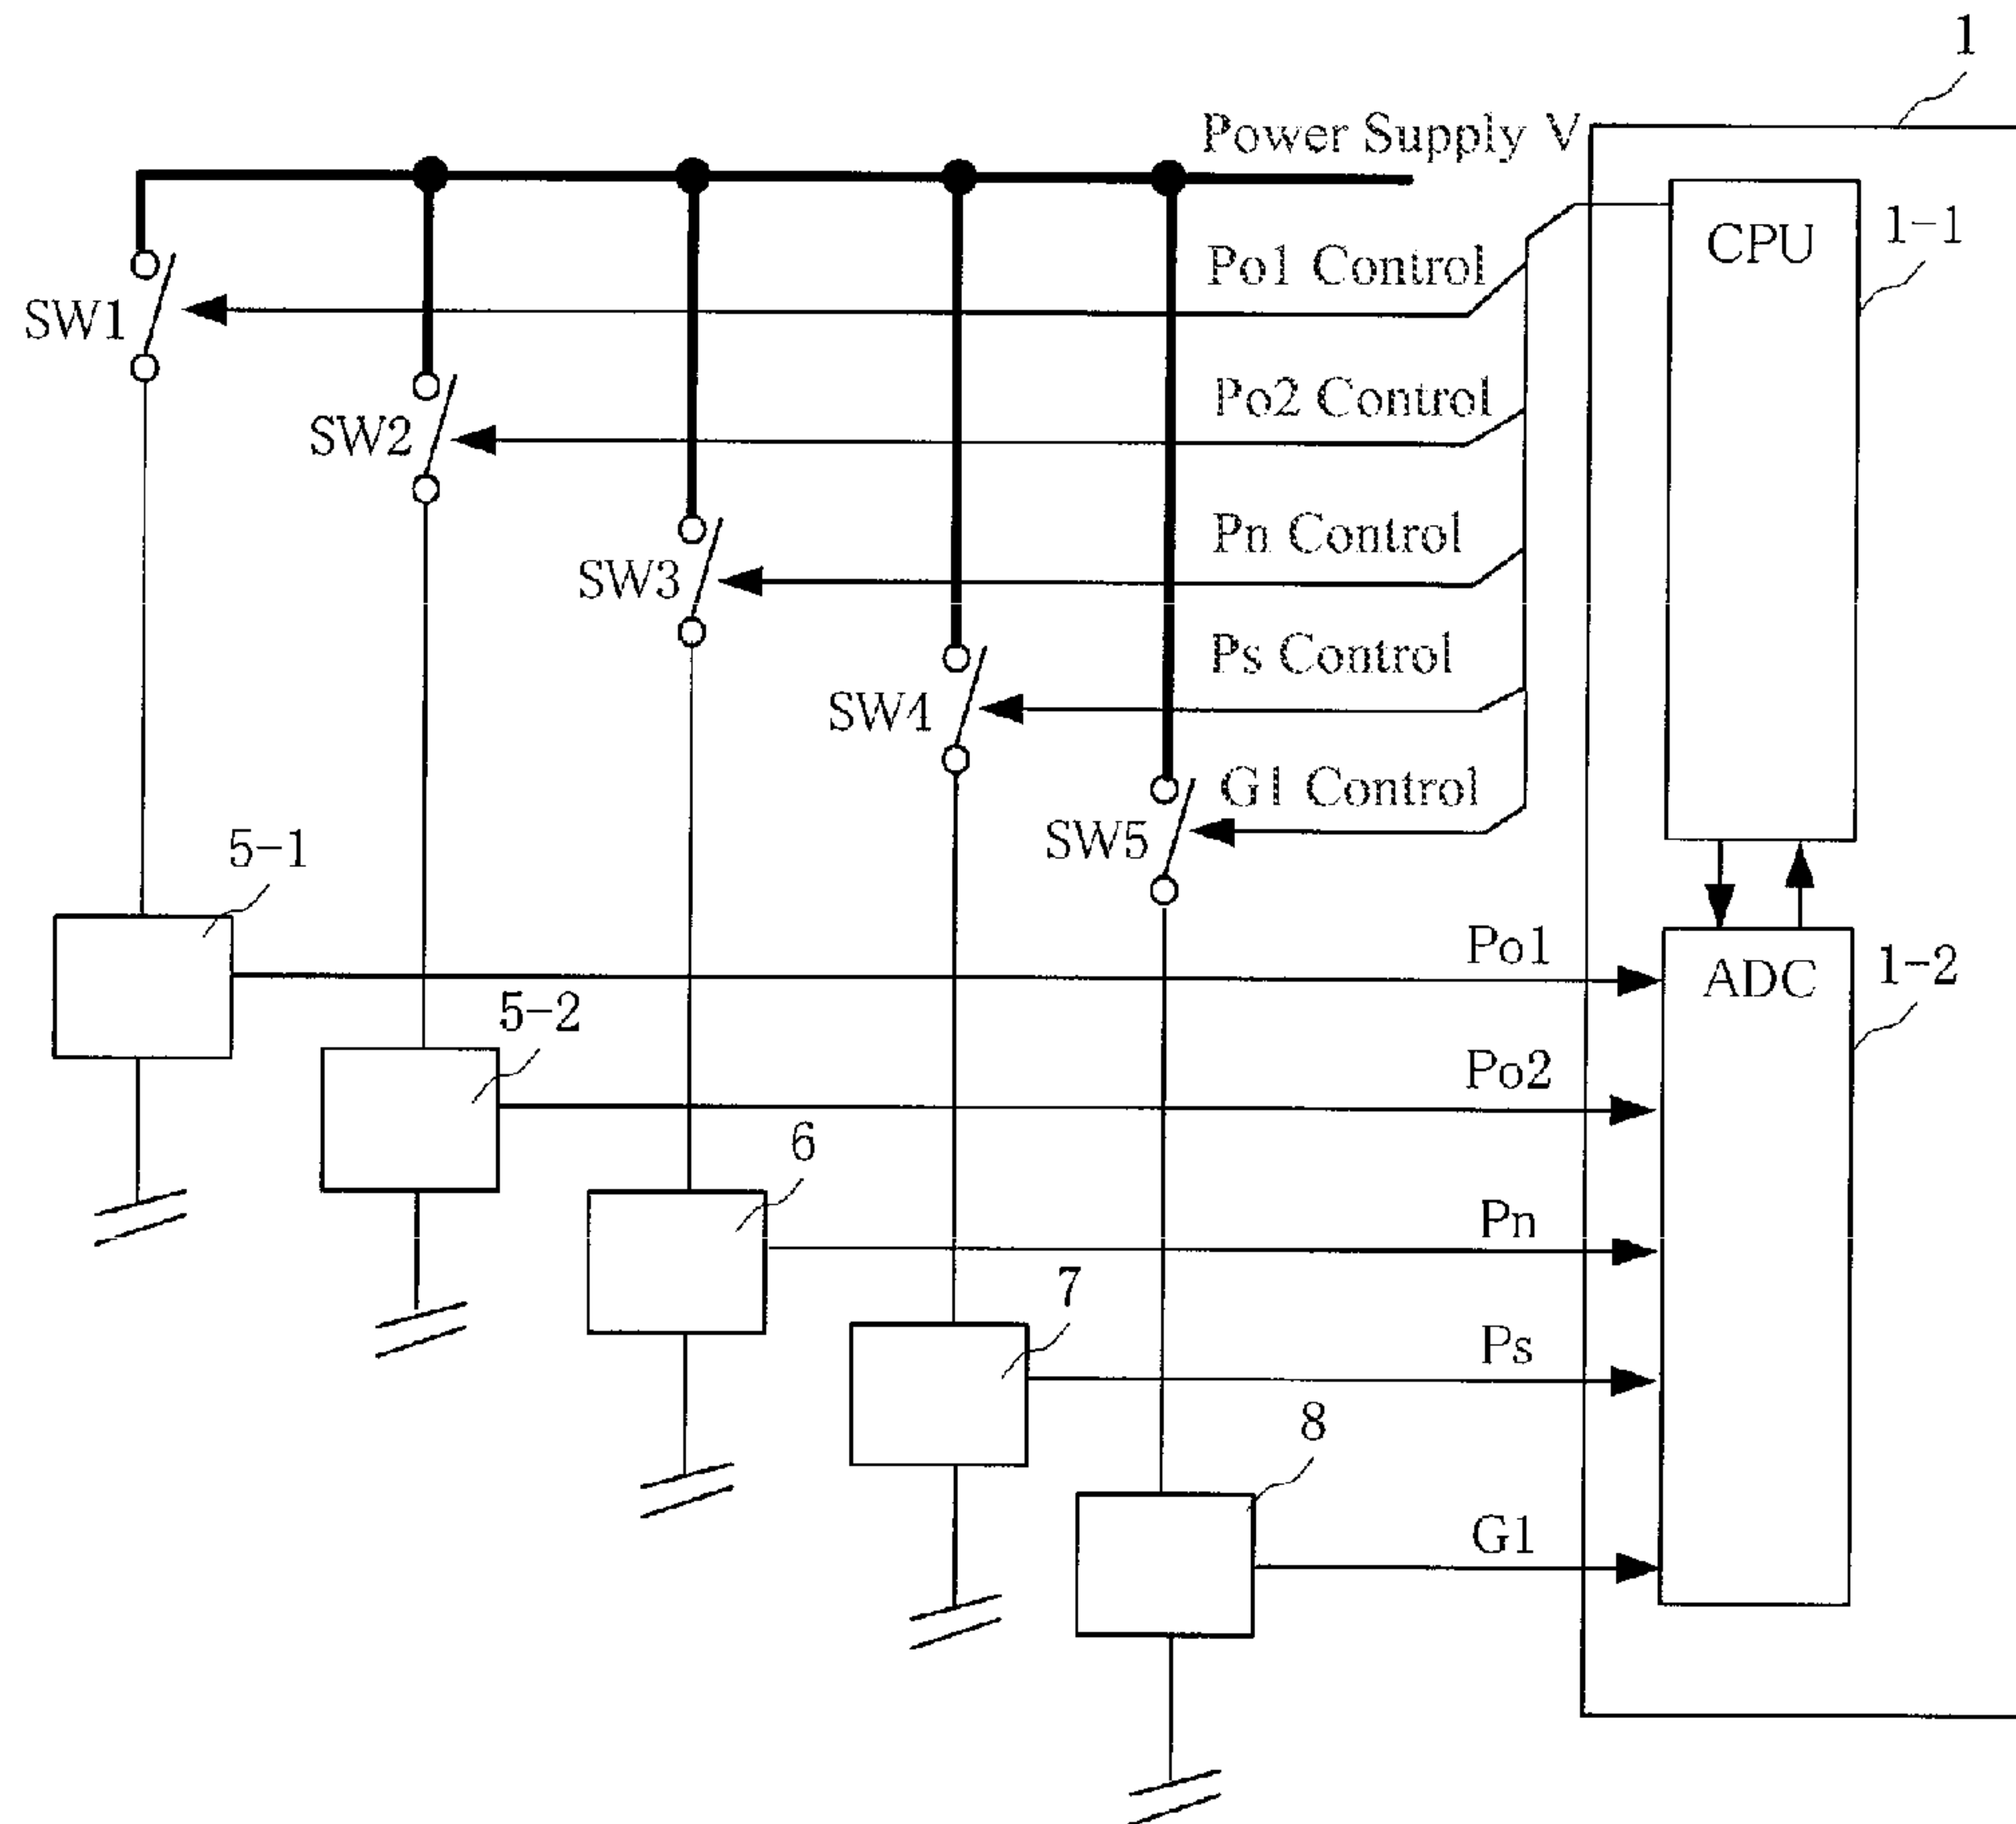 1
Power Supply V
CPU
1-1
Po1 Control
SW1
Po2 Control
SW2
Pn Control
SW3
Ps Control
SW4
G1 Control
SW5
5-1
Po1
ADC
1-2
5-2
Po2
6
Pn
7
Ps
8
G1